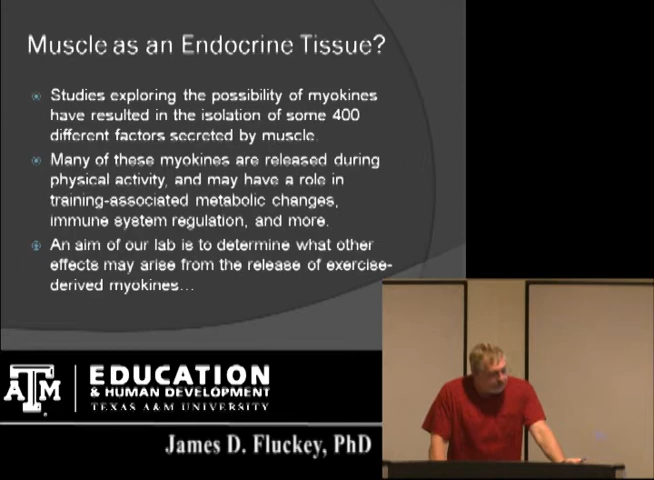 Muscle as an Endocrine Tissue?
Studies exploring the possibility of myokines
have resulted in the isolation of some 400
different factors secreted by muscle.
Many of these myokines are released during
physical activity, and may have a role in
training-associated metabolic changes,
immune system regulation, and more.
An aim of our lab is to determine what other
effects may arise from the release of exercise-
derived myokines...
ATM
EDUCATION
& HUMAN DEVELOPMENT
TEXAS A&M UNIVERSITY
James D. Fluckey, PhD